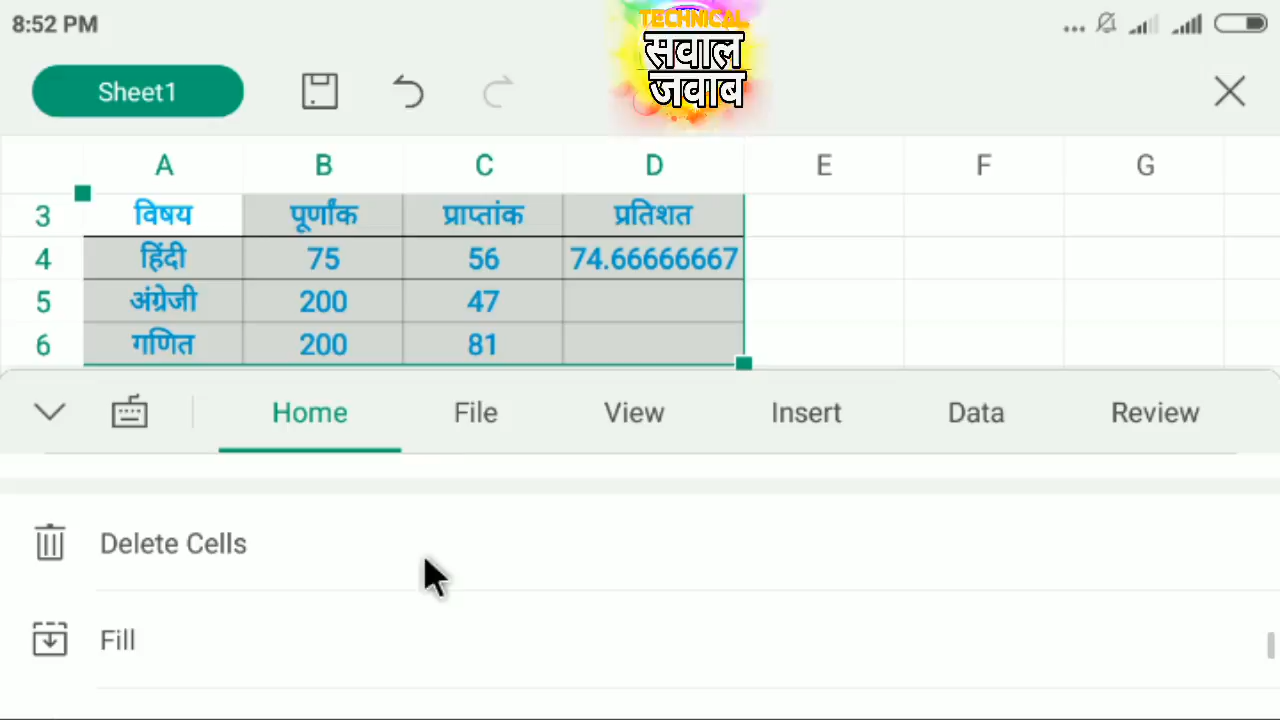 8:52 PM
TECHNICAL
सवाल
जवाब
Sheet1
A B C D E F G
3 विषय पूर्णांक प्राप्तांक प्रतिशत
4 हिंदी 75 56 74.66666667
5 अंग्रेजी 200 47
6 गणित 200 81
Home File View Insert Data Review
Delete Cells
Fill